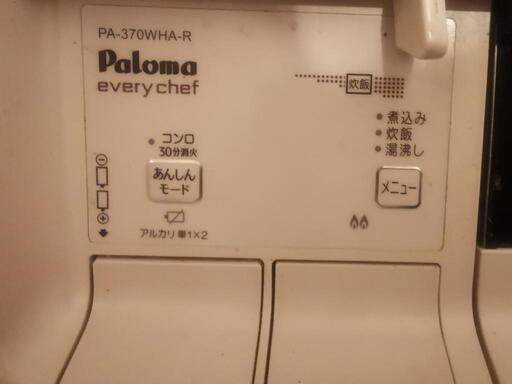 PA-370WHA-R
Paloma
every chef
炊飯
煮込み
炊飯
湯沸し
コンロ
30分消火
あんしん
モード
メニュー
アルカリ単1×2